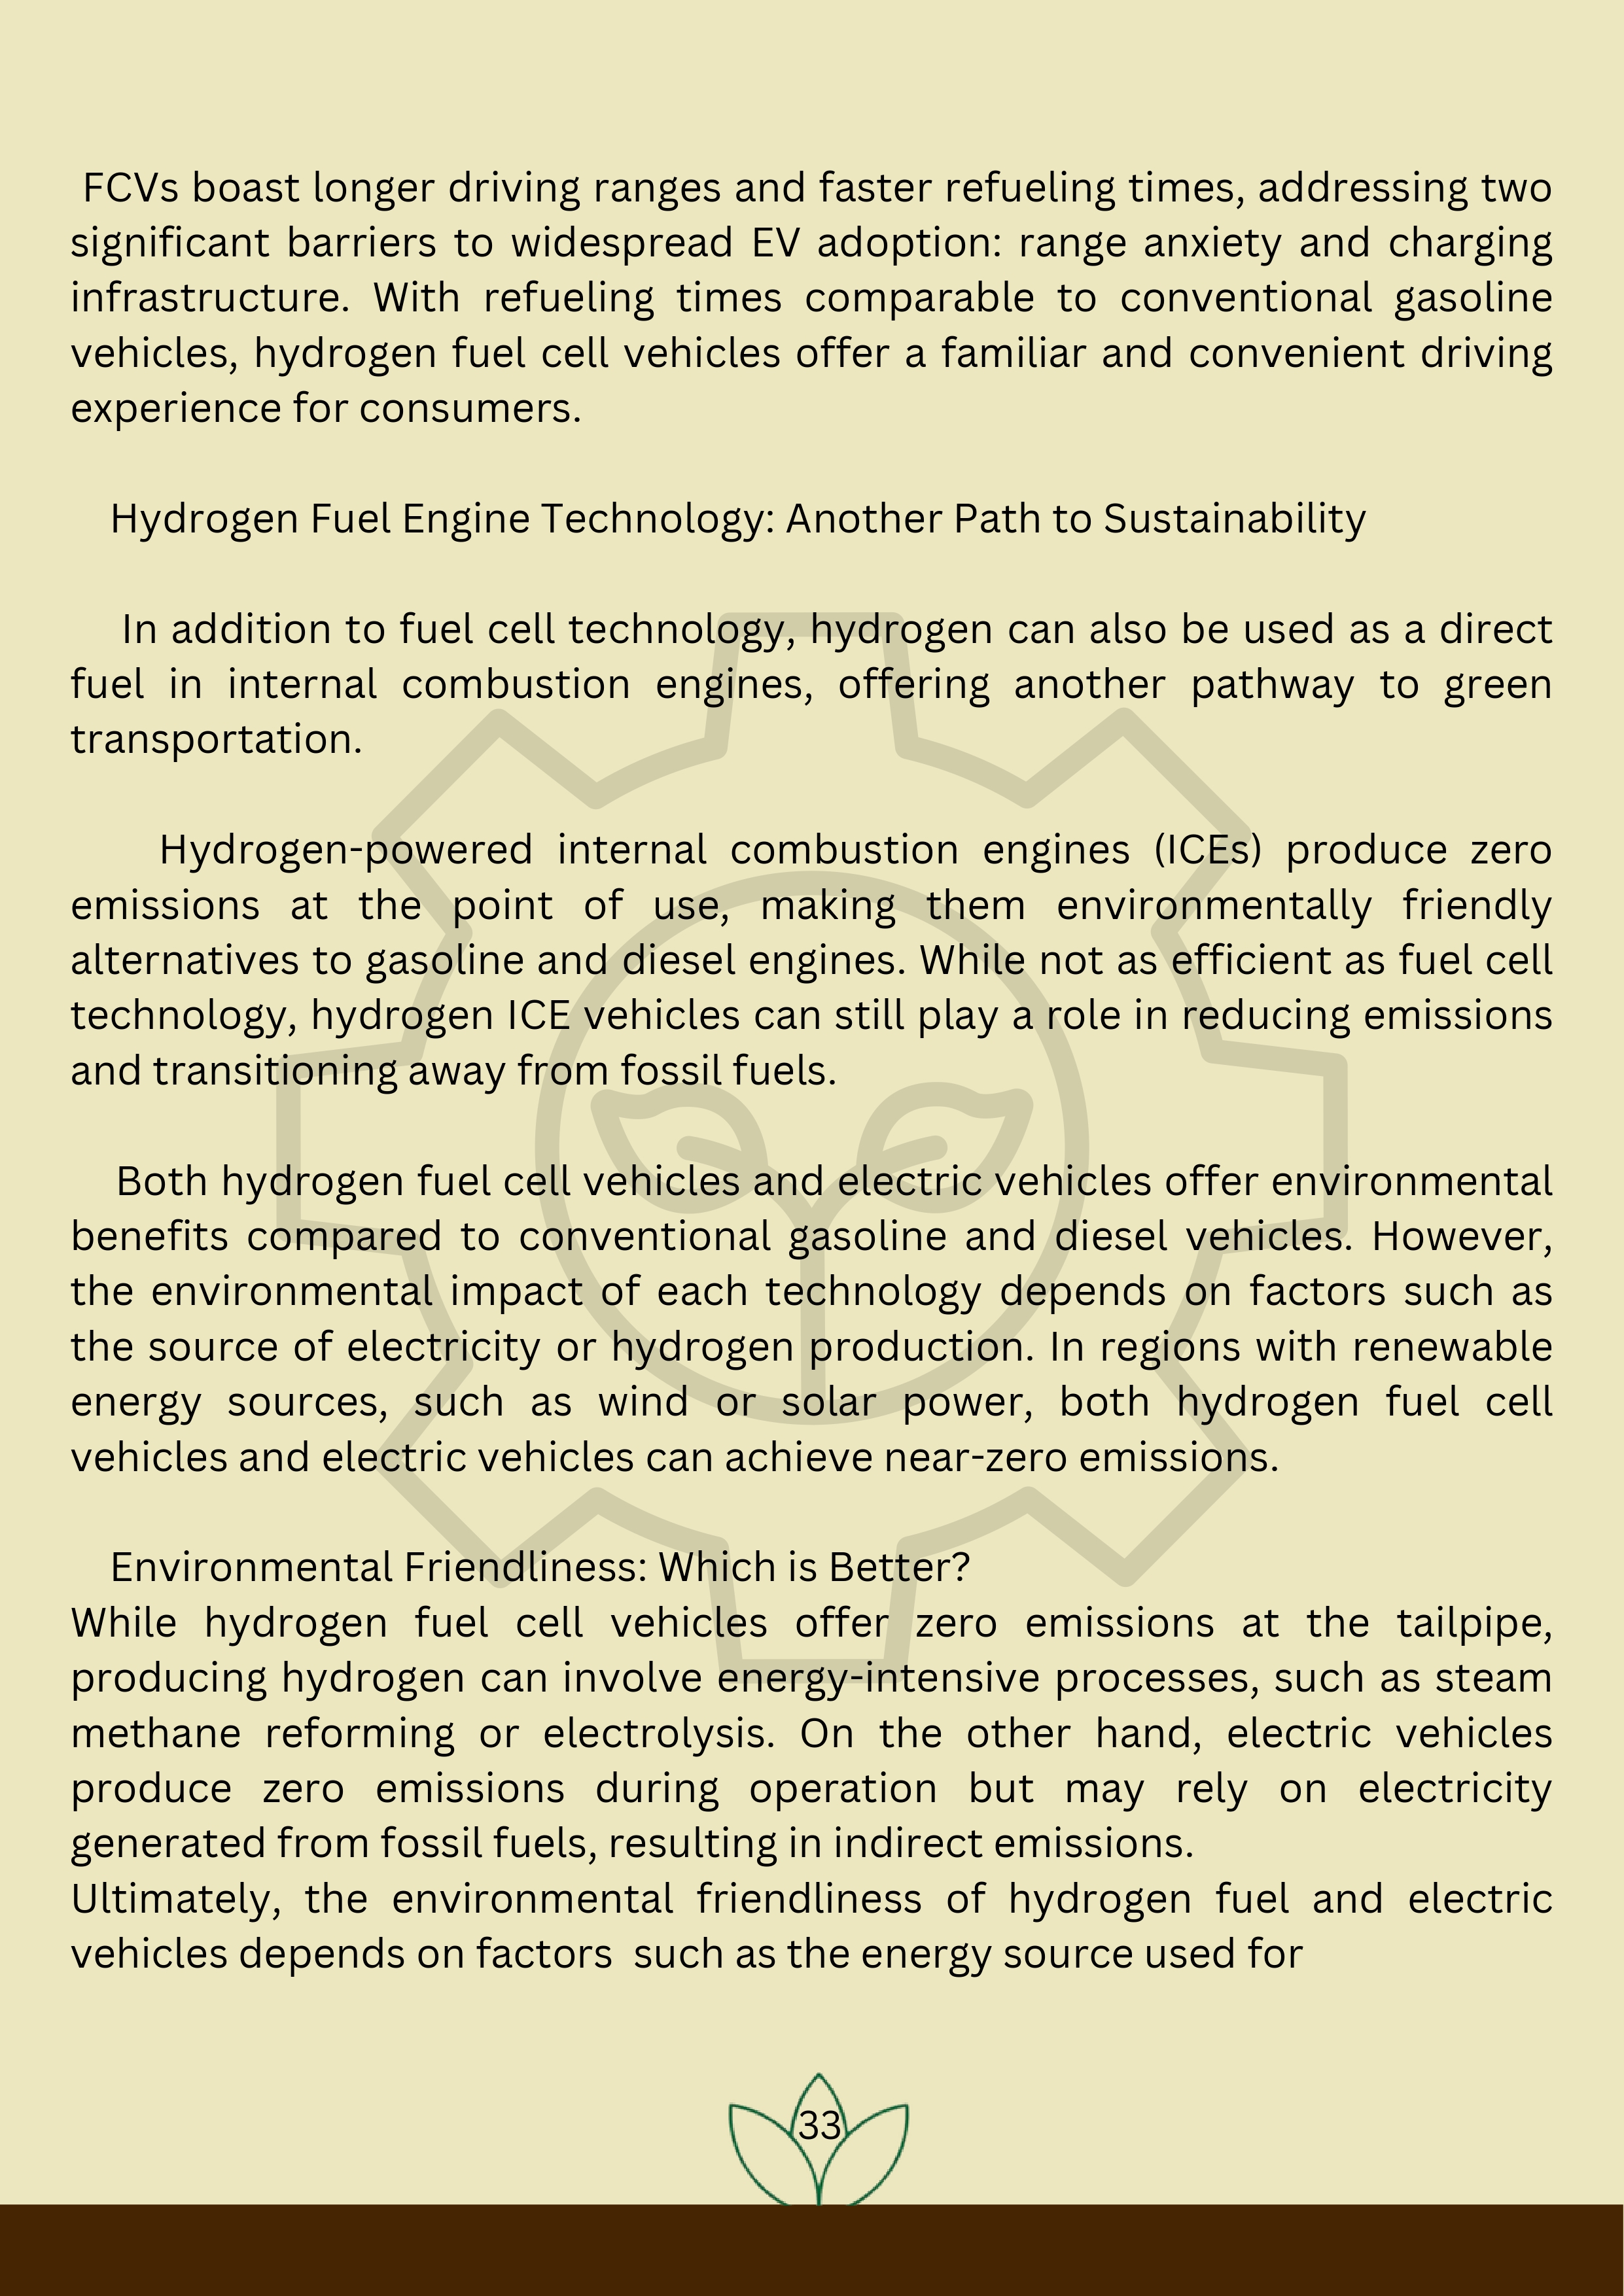 FCVs boast longer driving ranges and faster refueling times, addressing two
significant barriers to widespread EV adoption: range anxiety and charging
infrastructure. With refueling times comparable to conventional gasoline
vehicles, hydrogen fuel cell vehicles offer a familiar and convenient driving
experience for consumers.
Hydrogen Fuel Engine Technology: Another Path to Sustainability
In addition to fuel cell technology, hydrogen can also be used as a direct
fuel in internal combustion engines, offering another pathway to green
transportation.
Hydrogen-powered internal combustion engines (ICEs) produce zero
emissions at the point of use, making them environmentally friendly
alternatives to gasoline and diesel engines. While not as efficient as fuel cell
technology, hydrogen ICE vehicles can still play a role in reducing emissions
and transitioning away from fossil fuels.
Both hydrogen fuel cell vehicles and electric vehicles offer environmental
benefits compared to conventional gasoline and diesel vehicles. However,
the environmental impact of each technology depends on factors such as
the source of electricity or hydrogen production. In regions with renewable
energy sources, such as wind or solar power, both hydrogen fuel cell
vehicles and electric vehicles can achieve near-zero emissions.
Environmental Friendliness: Which is Better?
While hydrogen fuel cell vehicles offer zero emissions at the tailpipe,
producing hydrogen can involve energy-intensive processes, such as steam
methane reforming or electrolysis. On the other hand, electric vehicles
produce zero emissions during operation but may rely on electricity
generated from fossil fuels, resulting in indirect emissions.
Ultimately, the environmental friendliness of hydrogen fuel and electric
vehicles depends on factors  such as the energy source used for
33